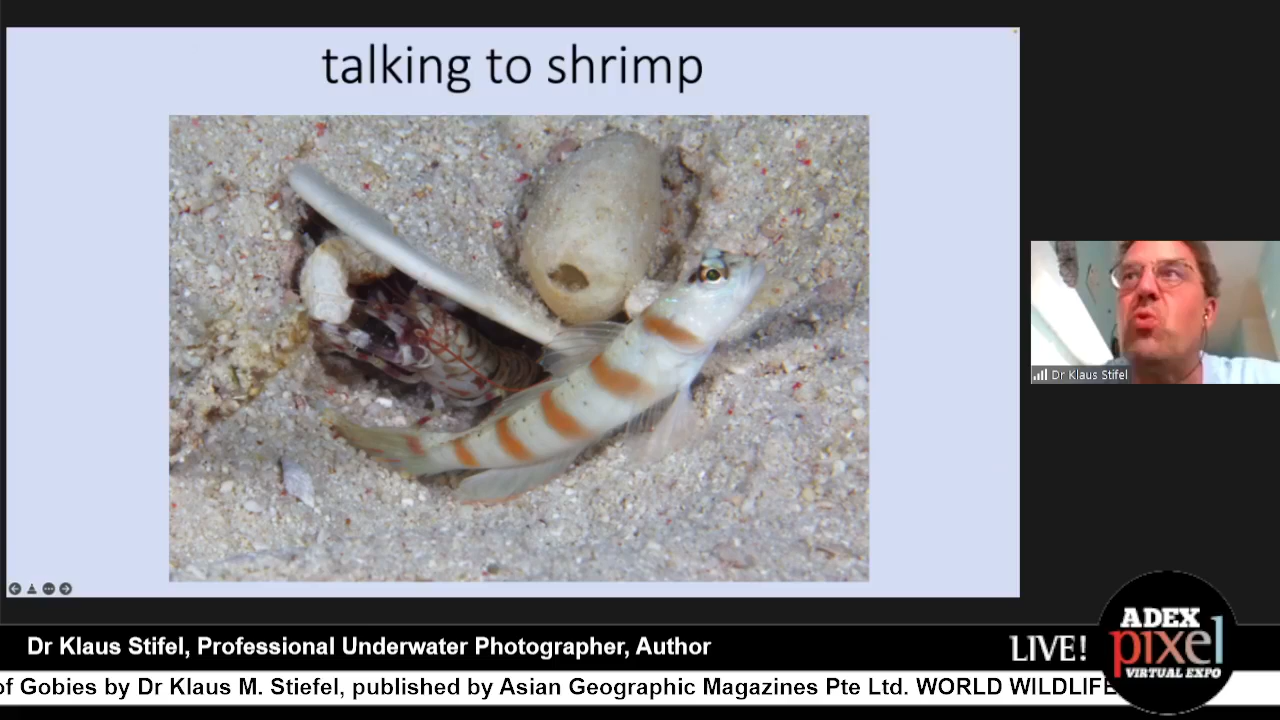 talking to shrimp
Dr Klaus Stifel
Dr Klaus Stifel, Professional Underwater Photographer, Author
LIVE!
ADEX
pixel
VIRTUAL EXPO
of Gobies by Dr Klaus M. Stiefel, published by Asian Geographic Magazines Pte Ltd. WORLD WILDLIFE